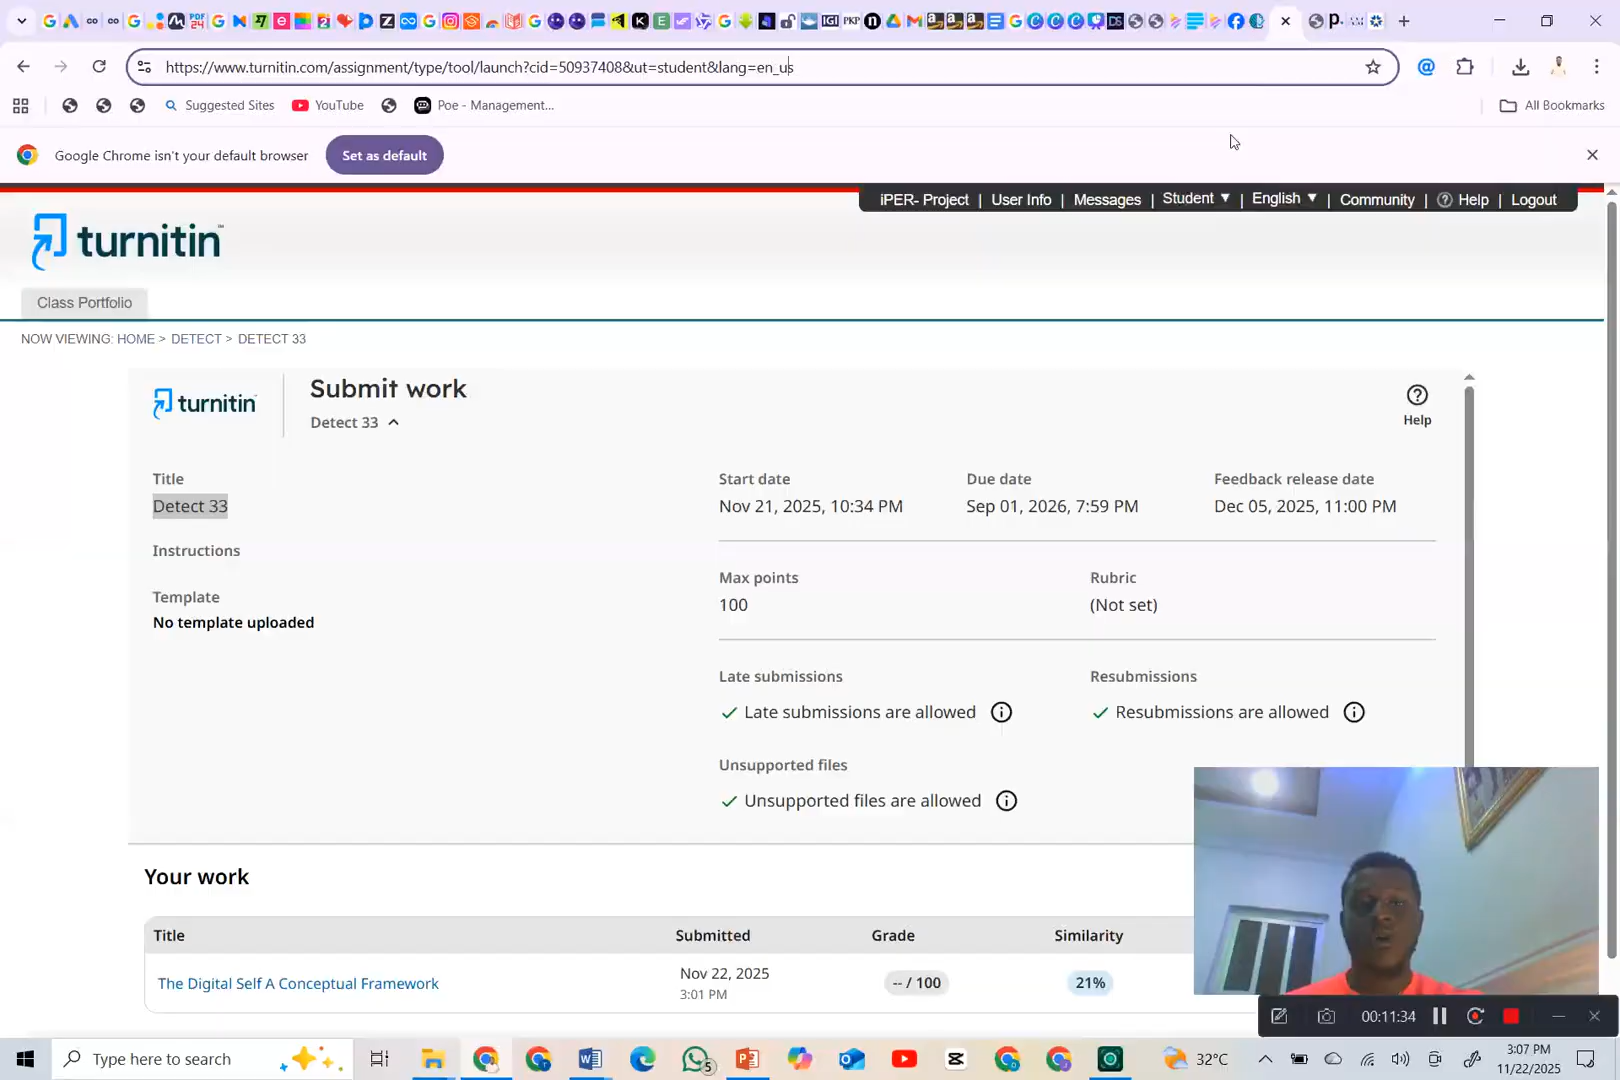 https://www.turnitin.com/assignment/type/tool/launch?cid=50937408&ut=student&lang=en_us
Suggested Sites YouTube Poe - Management... All Bookmarks
Google Chrome isn't your default browser Set as default
iPER- Project | User Info | Messages | Student ▼ | English ▼ | Community | Help | Logout
turnitin
Class Portfolio
NOW VIEWING: HOME > DETECT > DETECT 33
turnitin
Submit work
Detect 33
Help
Title
Detect 33
Instructions
Template
No template uploaded
Start date Due date Feedback release date
Nov 21, 2025, 10:34 PM Sep 01, 2026, 7:59 PM Dec 05, 2025, 11:00 PM
Max points Rubric
100 (Not set)
Late submissions Resubmissions
Late submissions are allowed Resubmissions are allowed
Unsupported files
Unsupported files are allowed
Your work
Title Submitted Grade Similarity
The Digital Self A Conceptual Framework Nov 22, 2025 -- / 100 21%
3:01 PM
00:11:34
Type here to search 5 32°C 3:07 PM
11/22/2025